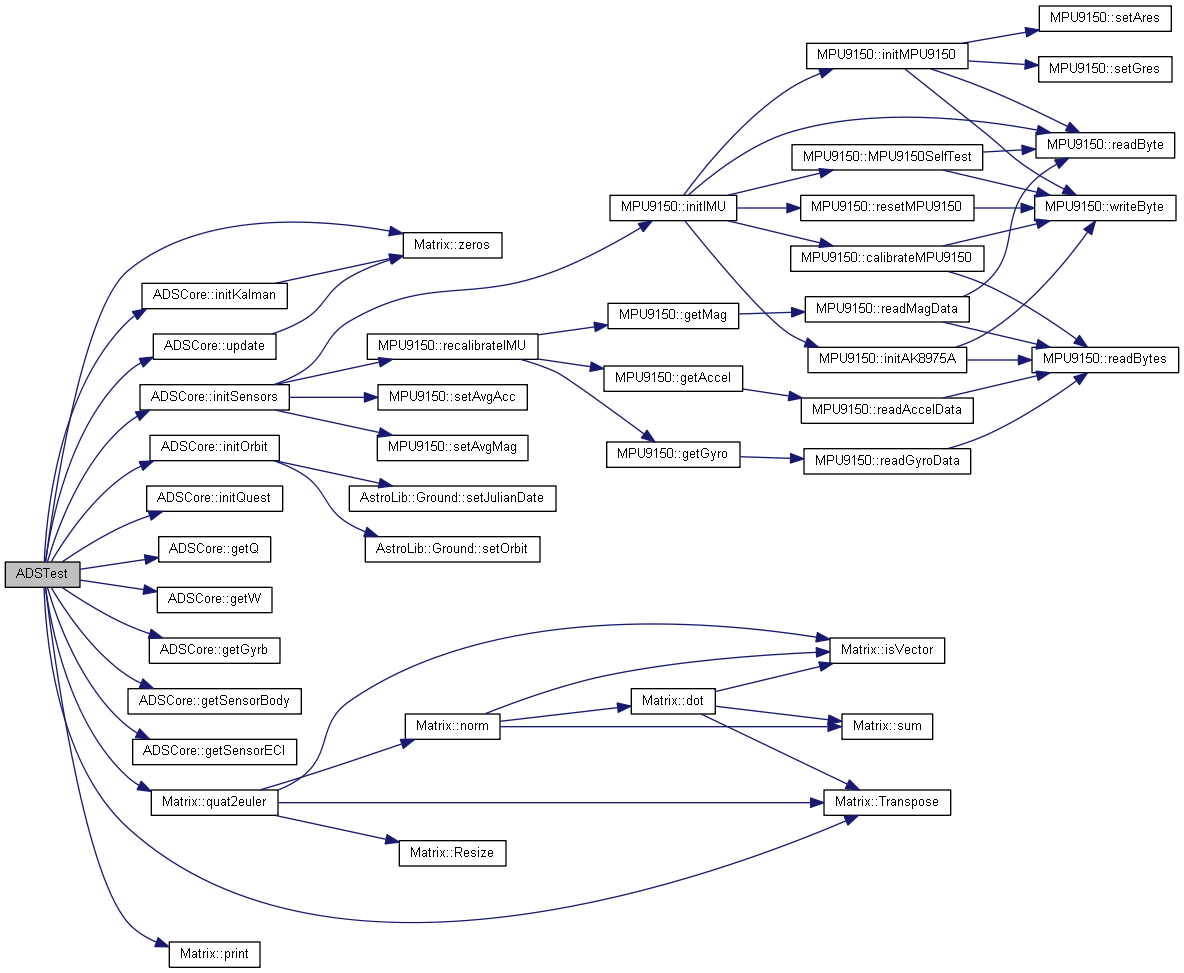 MPU9150::setAres
MPU9150::initMPU9150
MPU9150::setGres
MPU9150::readByte
MPU9150::MPU9150SelfTest
MPU9150::initIMU
MPU9150::resetMPU9150
MPU9150::writeByte
Matrix::zeros
MPU9150::calibrateMPU9150
ADSCore::initKalman
MPU9150::getMag
MPU9150::readMagData
ADSCore::update
MPU9150::recalibrateIMU
MPU9150::initAK8975A
MPU9150::readBytes
MPU9150::getAccel
ADSCore::initSensors
MPU9150::setAvgAcc
MPU9150::readAccelData
ADSCore::initOrbit
MPU9150::setAvgMag
MPU9150::getGyro
MPU9150::readGyroData
ADSCore::initQuest
AstroLib::Ground::setJulianDate
ADSCore::getQ
AstroLib::Ground::setOrbit
ADSTest
ADSCore::getW
ADSCore::getGyrb
Matrix::isVector
ADSCore::getSensorBody
Matrix::dot
Matrix::norm
Matrix::sum
ADSCore::getSensorECI
Matrix::quat2euler
Matrix::Transpose
Matrix::Resize
Matrix::print